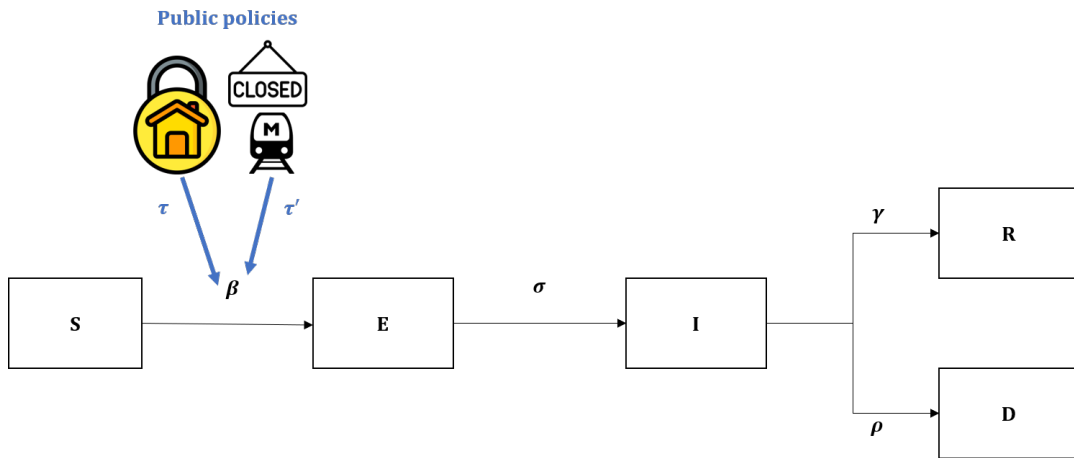 Public policies
CLOSED
M
τ
τ′
β
S
E
σ
I
γ
R
ρ
D